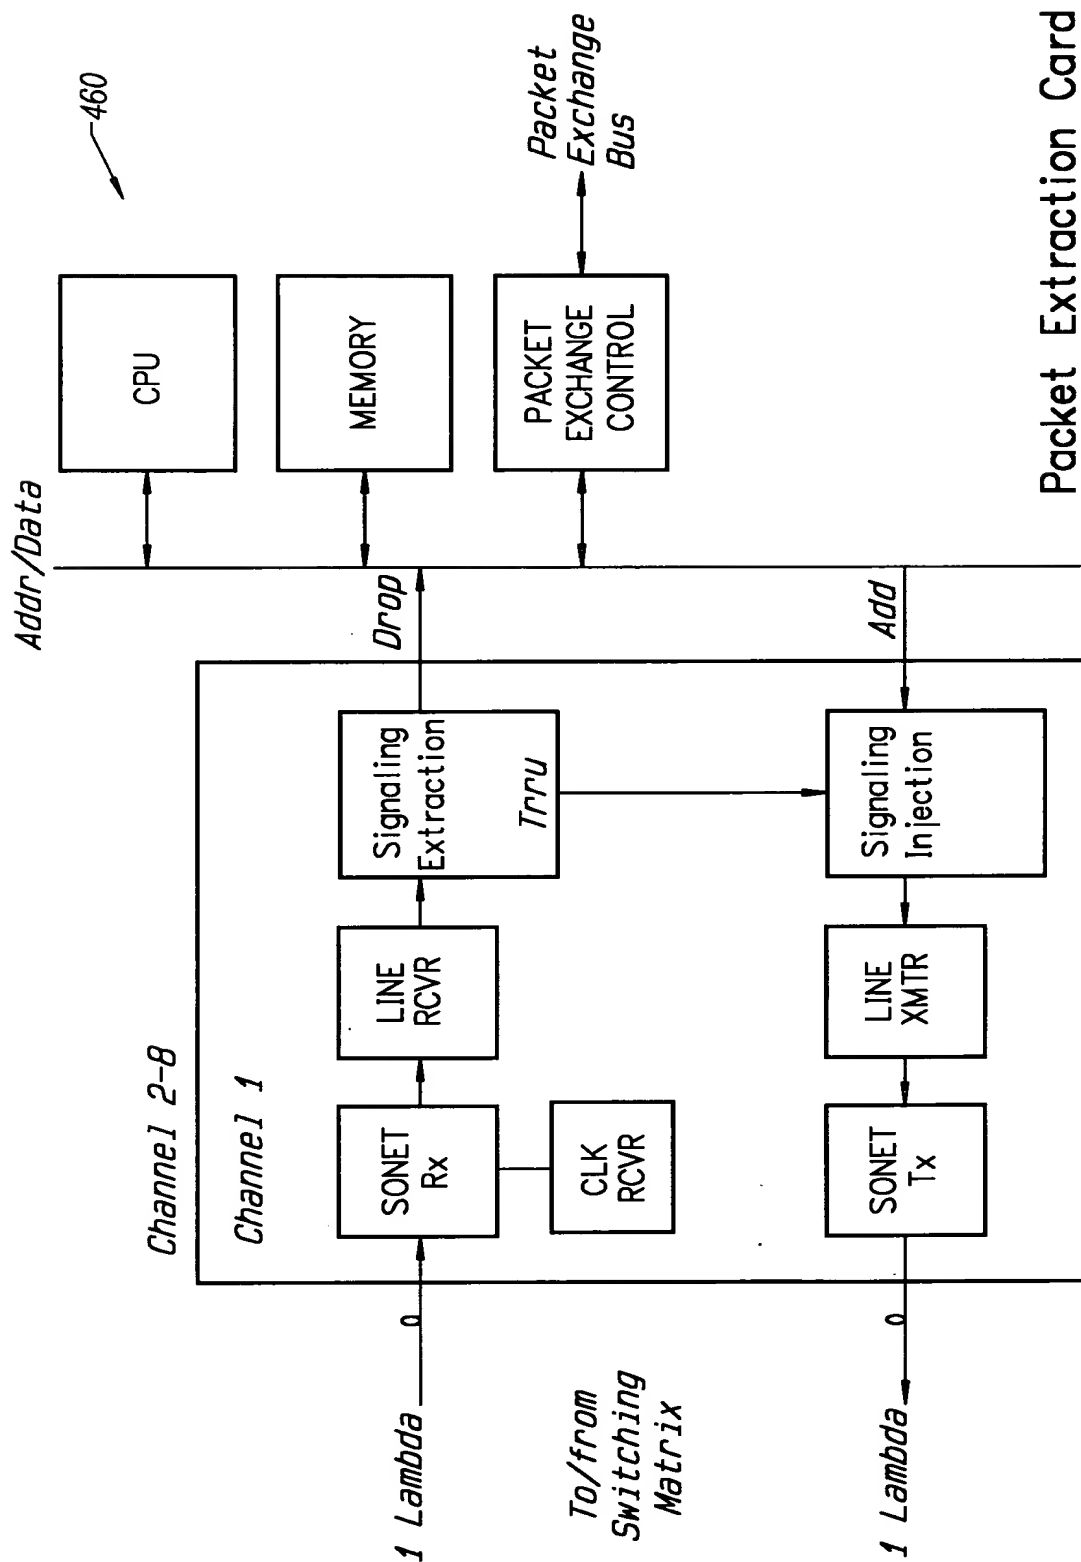 460
Addr/Data
CPU
MEMORY
PACKET
EXCHANGE
CONTROL
Packet
Exchange
Bus
Channel 2-8
Channel 1
Drop
Add
1 Lambda
0
SONET
Rx
LINE
RCVR
Signaling
Extraction
Trru
CLK
RCVR
To/from
Switching
Matrix
1 Lambda
0
SONET
Tx
LINE
XMTR
Signaling
Injection
Packet Extraction Card